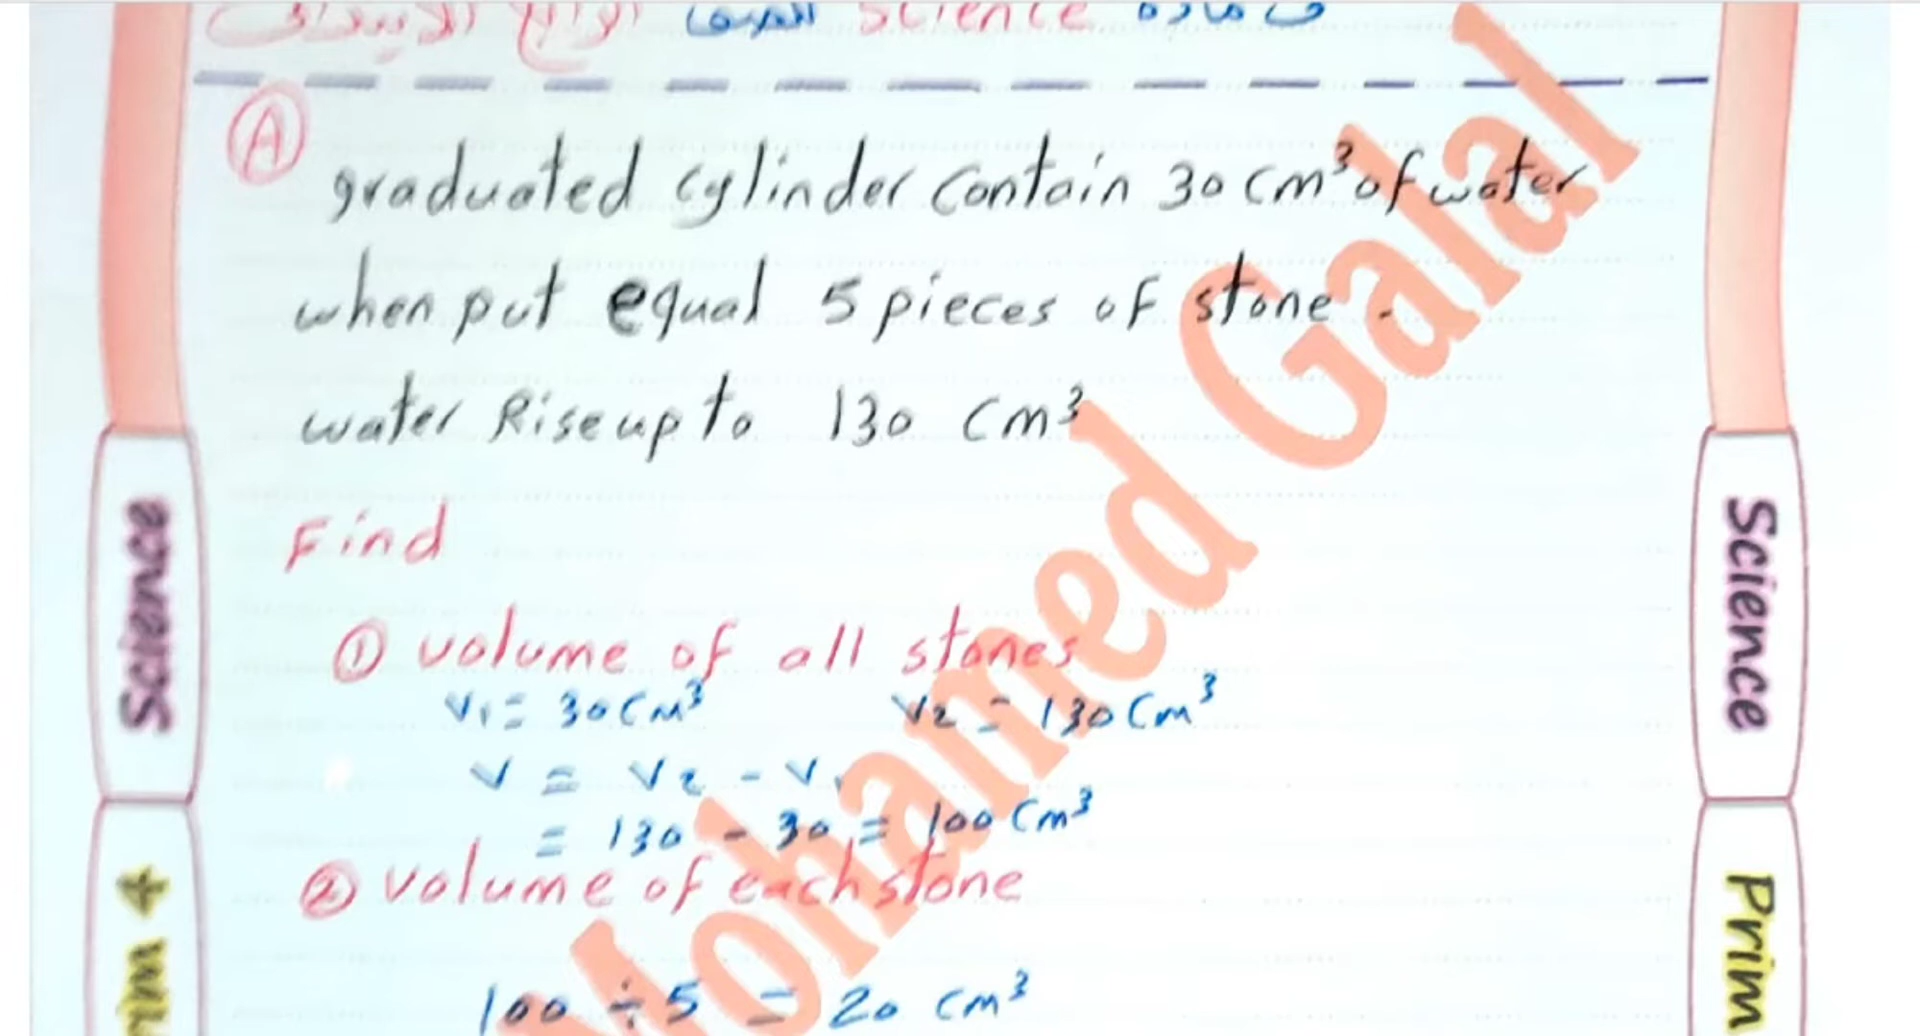 science
Ⓐ
graduated cylinder contain 30 cm³ of water
when put equal 5 pieces of stone.
water Rise up to 130 cm³
Find
① volume of all stones
V₁ = 30 cm³ V₂ = 130 cm³
V = V₂ - V₁
= 130 - 30 = 100 cm³
② volume of each stone
100 ÷ 5 = 20 cm³
Science
4
Science
Prim
Mohamed Galal